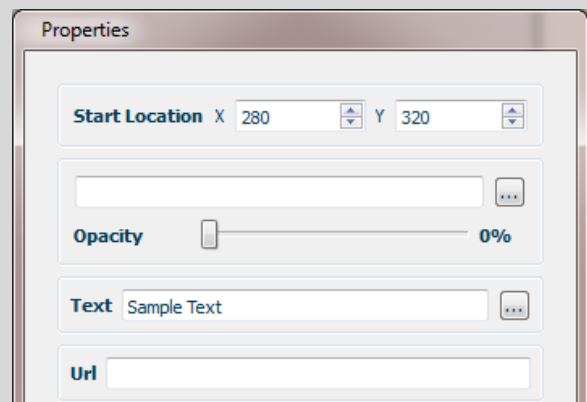 Properties
Start Location X 280 Y 320
...
Opacity 0%
Text Sample Text ...
Url